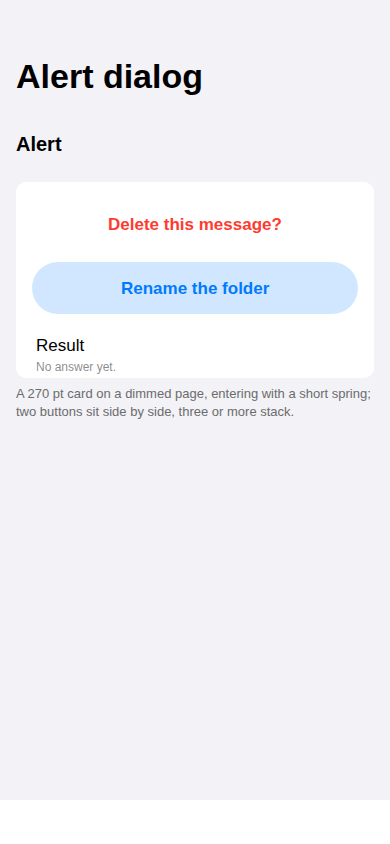 Alert dialog
Alert
Delete this message?
Rename the folder
Result
No answer yet.
A 270 pt card on a dimmed page, entering with a short spring;
two buttons sit side by side, three or more stack.